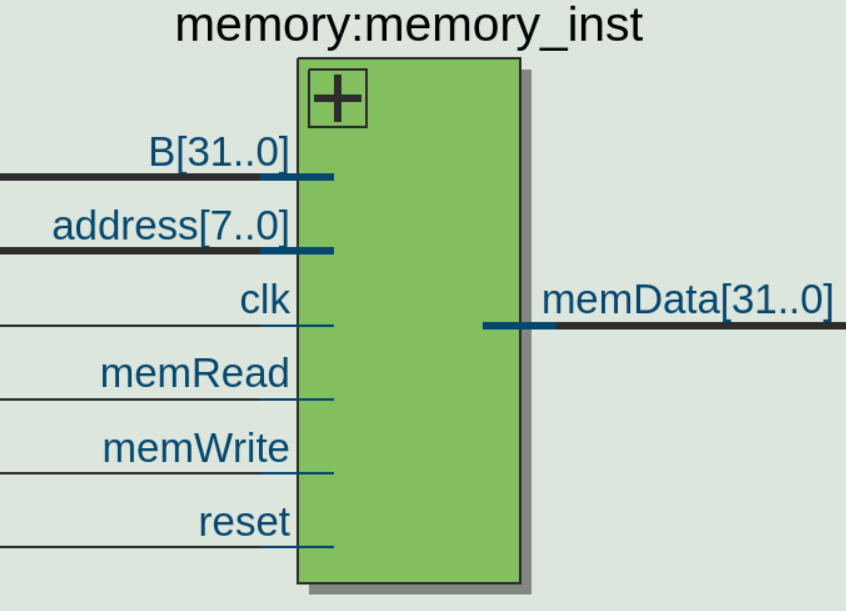 memory:memory_inst
B[31..0]
address[7..0]
clk
memData[31..0]
memRead
memWrite
reset